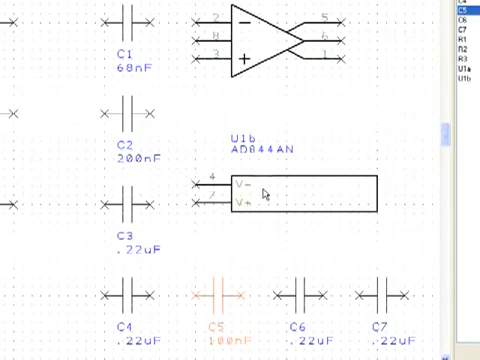 2
5
8
6
3
1
C1
68nF
C2
200nF
U1b
AD844AN
4
V-
7
V+
C3
.22uF
C4
.22uF
C5
100nF
C6
.22uF
C7
.22uF
C5
C6
C7
R1
R2
R3
U1a
U1b